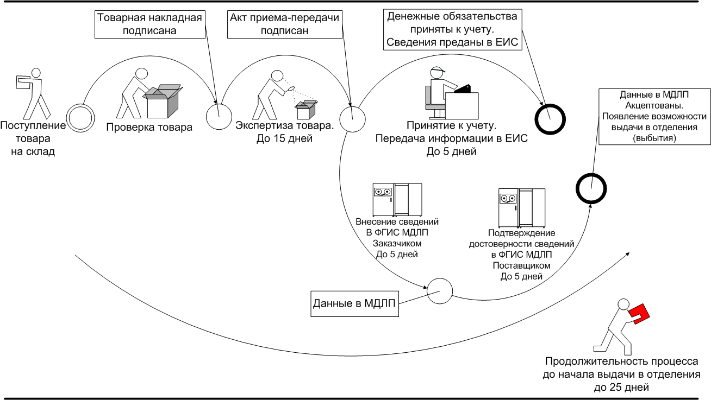 Товарная накладная
подписана
Акт приема-передачи
подписан
Денежные обязательства
приняты к учету.
Сведения преданы в ЕИС
Поступление
товара
на склад
Проверка товара
Экспертиза товара.
До 15 дней
Принятие к учету.
Передача информации в ЕИС
До 5 дней
Данные в МДЛП
Акцептованы.
Появление возможности
выдачи в отделения
(выбытия)
Внесение сведений
В ФГИС МДЛП
Заказчиком
До 5 дней
Подтверждение
достоверности сведений
в ФГИС МДЛП
Поставщиком
До 5 дней
Данные в МДЛП
Продолжительность процесса
до начала выдачи в отделения
до 25 дней